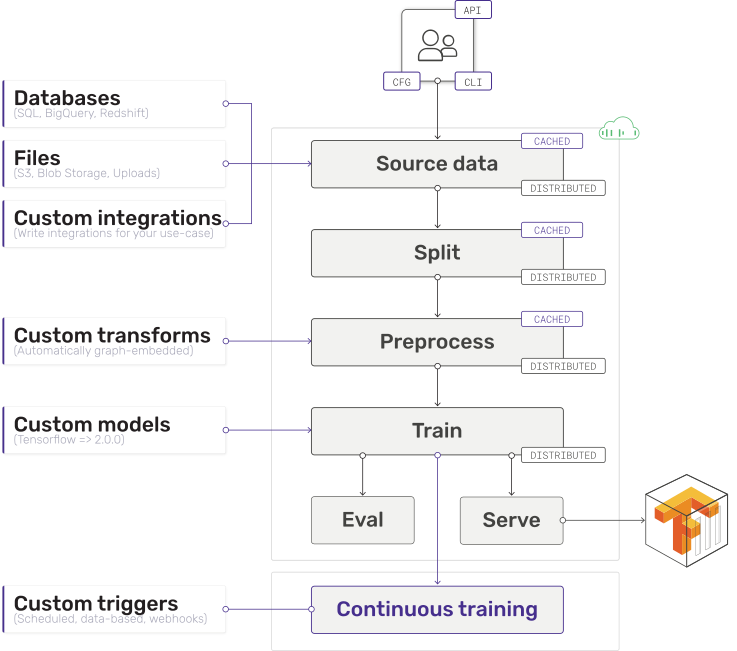 API
CFG
CLI
Databases
(SQL, BigQuery, Redshift)
Files
(S3, Blob Storage, Uploads)
Custom integrations
(Write integrations for your use-case)
CACHED
Source data
DISTRIBUTED
CACHED
Split
DISTRIBUTED
Custom transforms
(Automatically graph-embedded)
CACHED
Preprocess
DISTRIBUTED
Custom models
(Tensorflow => 2.0.0)
Train
DISTRIBUTED
Eval
Serve
Custom triggers
(Scheduled, data-based, webhooks)
Continuous training